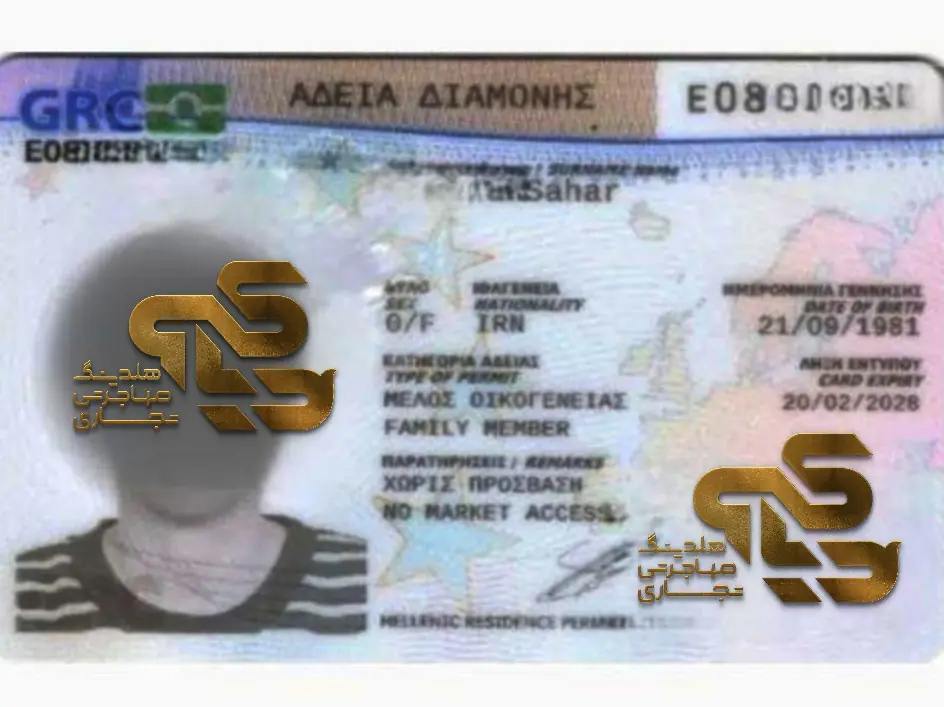 GRC
ΑΔΕΙΑ ΔΙΑΜΟΝΗΣ
SURNAME NAME
Sahar
ΦΥΛΟ
SEX
Θ/F
ΙΘΑΓΕΝΕΙΑ
NATIONALITY
IRN
ΗΜΕΡΟΜΗΝΙΑ ΓΕΝΝΗΣΗΣ
DATE OF BIRTH
21/09/1981
ΚΑΤΗΓΟΡΙΑ ΑΔΕΙΑΣ
TYPE OF PERMIT
ΜΕΛΟΣ ΟΙΚΟΓΕΝΕΙΑΣ
FAMILY MEMBER
ΛΗΞΗ ΕΝΤΥΠΟΥ
CARD EXPIRY
20/02/2028
ΠΑΡΑΤΗΡΗΣΕΙΣ / REMARKS
ΧΩΡΙΣ ΠΡΟΣΒΑΣΗ
NO MARKET ACCESS
HELLENIC RESIDENCE
هلدینگ
مهاجرتی
تجاری
هلدینگ
مهاجرتی
تجاری